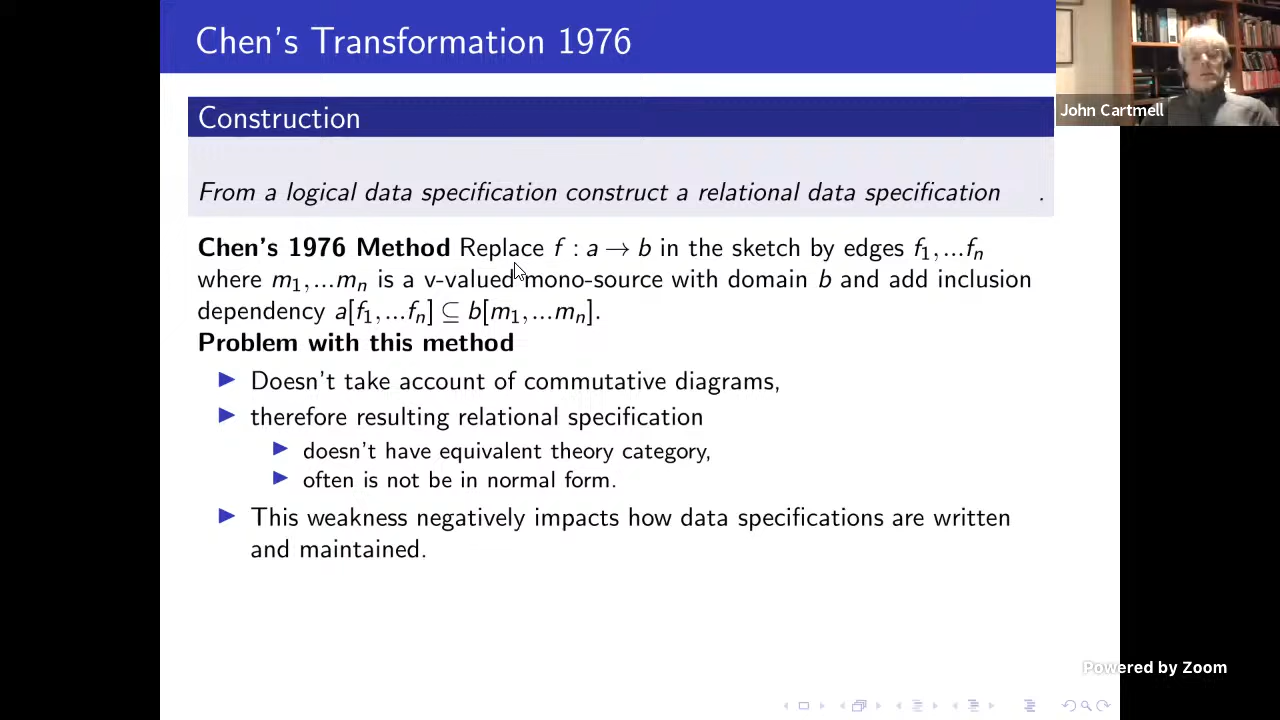 Chen's Transformation 1976
John Cartmell
Construction
From a logical data specification construct a relational data specification .
Chen's 1976 Method Replace f : a → b in the sketch by edges f₁, ...fₙ
where m₁, ...mₙ is a v-valued mono-source with domain b and add inclusion
dependency a[f₁, ...fₙ] ⊆ b[m₁, ...mₙ].
Problem with this method
Doesn't take account of commutative diagrams,
therefore resulting relational specification
doesn't have equivalent theory category,
often is not be in normal form.
This weakness negatively impacts how data specifications are written
and maintained.
Powered by Zoom